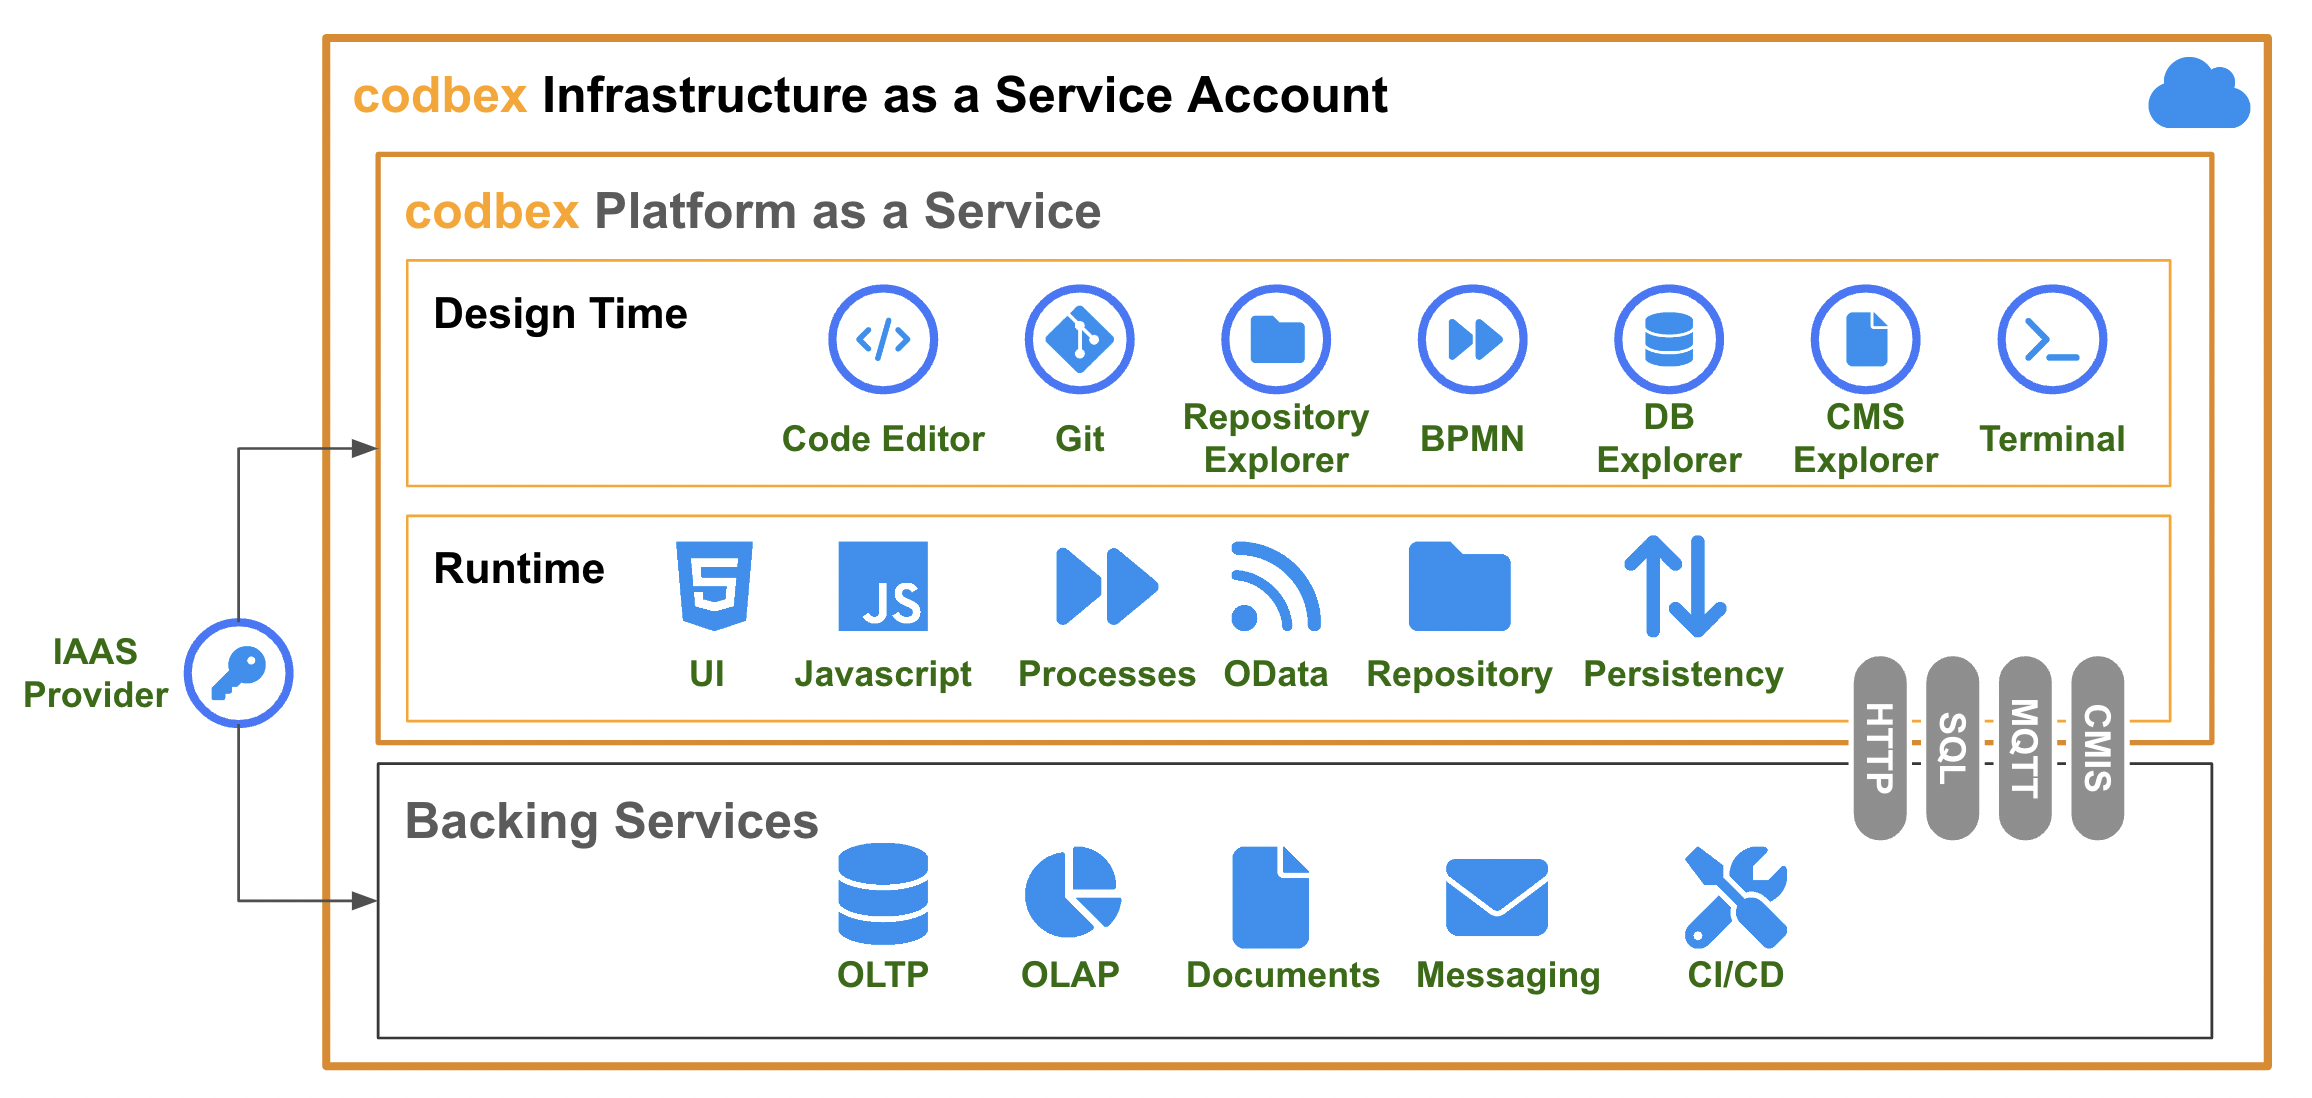 codbex Infrastructure as a Service Account
codbex Platform as a Service
Design Time
Code Editor
Git
Repository
Explorer
BPMN
DB
Explorer
CMS
Explorer
Terminal
Runtime
UI
JS
Javascript
Processes
OData
Repository
Persistency
IAAS
Provider
HTTP
SQL
MQTT
CMIS
Backing Services
OLTP
OLAP
Documents
Messaging
CI/CD